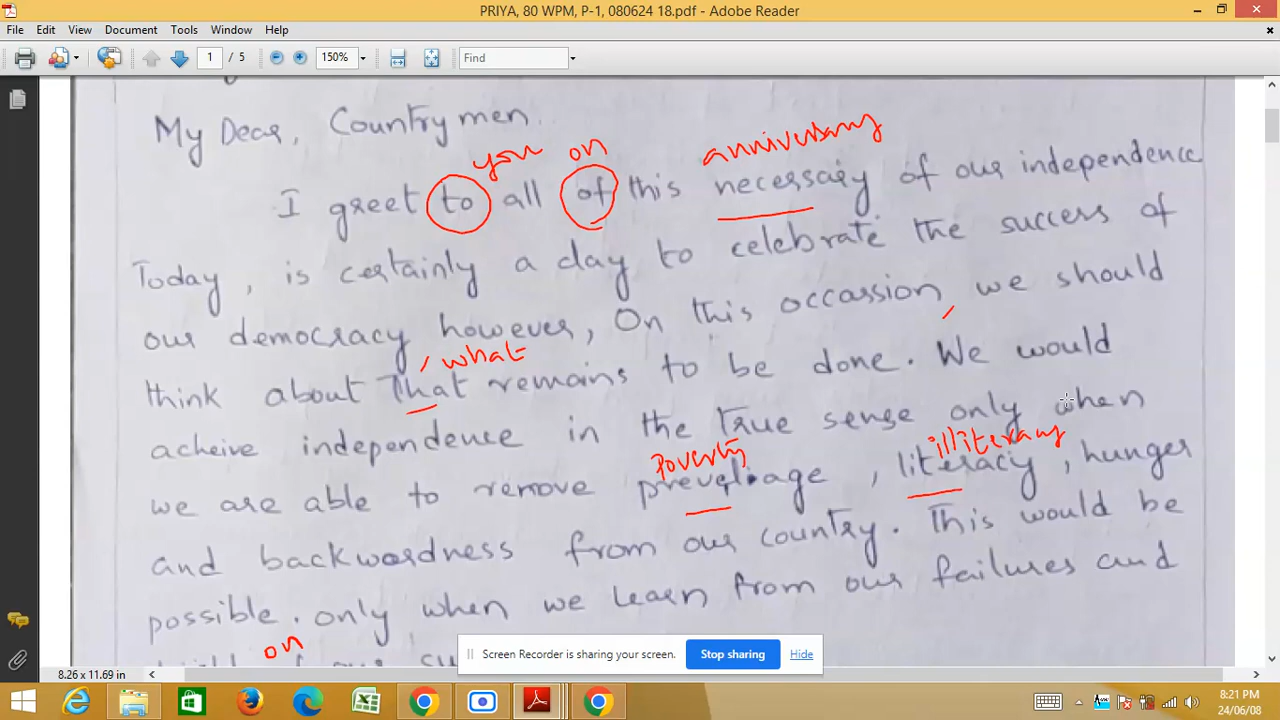 PRIYA, 80 WPM, P-1, 080624 18.pdf - Adobe Reader
File Edit View Document Tools Window Help
1 / 5 150% Find
My Dear, Countrymen.
you on anniversary
I greet to all of this necessary of our independence
Today, is certainly a day to celebrate the success of
our democracy however, On this occassion we should
what
think about That remains to be done. We would
acheive independence in the true sense only when
poverty illiteracy
we are able to remove , literacy, hunger
and backwardness from our country. This would be
possible. only when we learn from our failures and
on
Screen Recorder is sharing your screen. Stop sharing Hide
8.26 x 11.69 in
8:21 PM
24/06/08